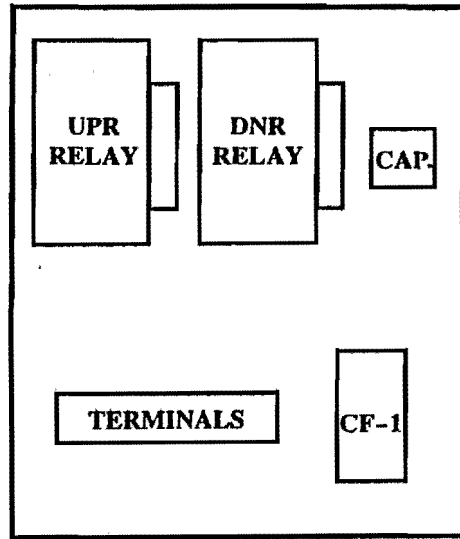 UPR
RELAY
DNR
RELAY
CAP.
TERMINALS
CF-1